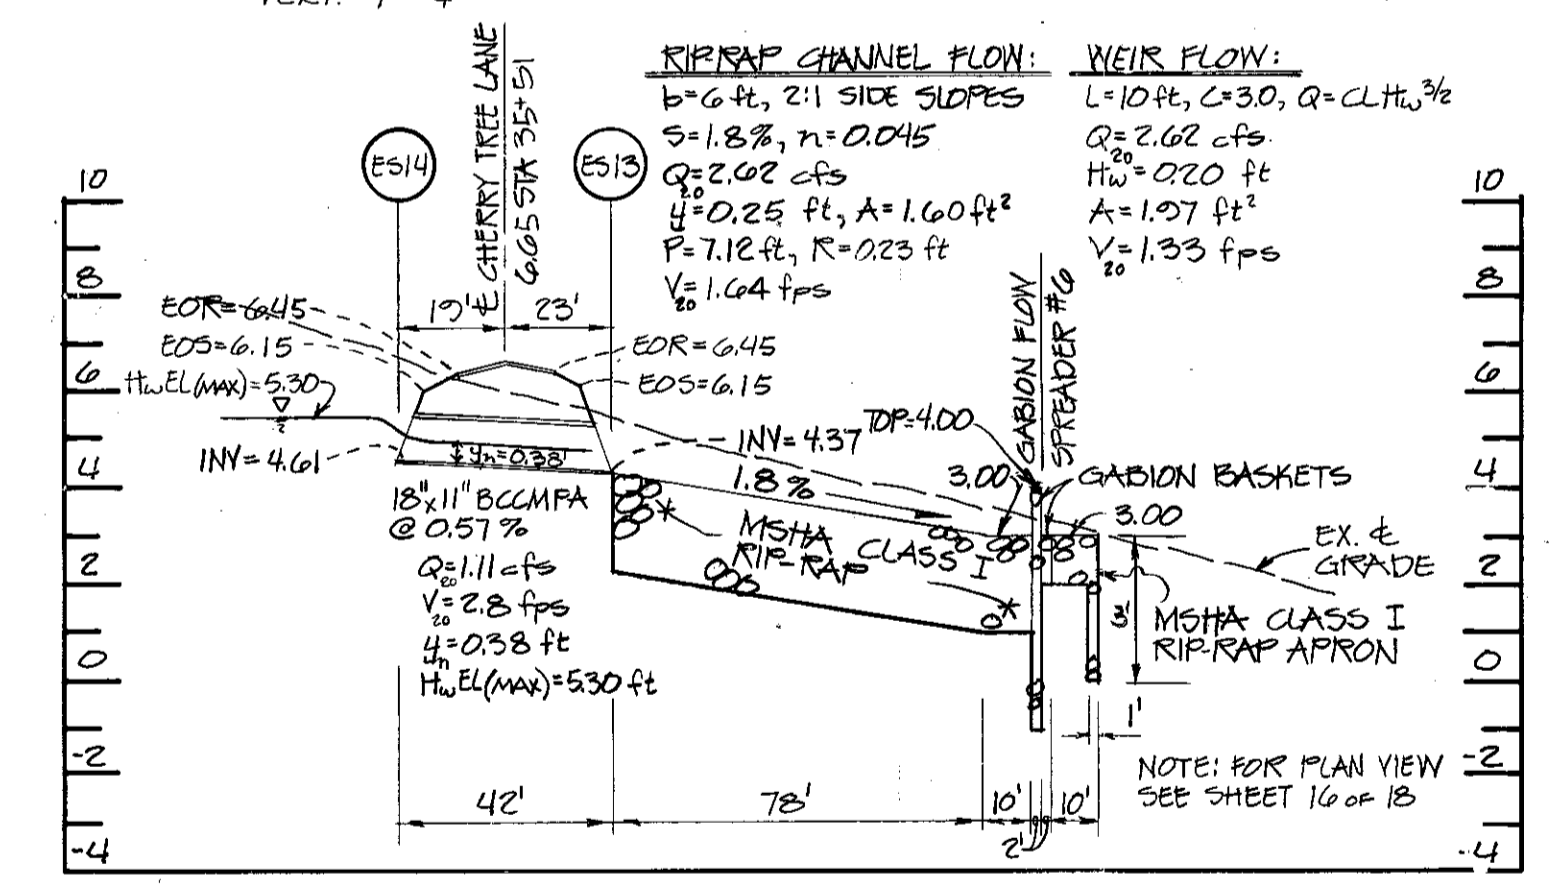 RIP-RAP CHANNEL FLOW:
b=6 ft, 2:1 SIDE SLOPES
S=1.8%, n=0.045
Q20=2.62 cfs
y=0.25 ft, A=1.60 ft²
P=7.12 ft, R=0.23 ft
V20=1.64 fps
WEIR FLOW:
L=10 ft, C=3.0, Q=CLHw^3/2
Q20=2.62 cfs.
Hw=0.20 ft
A=1.97 ft²
V20=1.33 fps
℄ CHERRY TREE LANE
6.65 STA 35+51
ES14
ES13
19'
23'
10
8
6
4
2
0
-2
-4
10
8
6
4
2
0
-2
-4
EOR=6.45
EOS=6.15
HwEL(MAX)=5.30
INV=4.61
EOR=6.45
EOS=6.15
yn=0.38'
INV=4.37
1.8%
TOP=4.00
3.00
GABION FLOW
SPREADER #6
GABION BASKETS
3.00
EX. ℄
GRADE
18"x11" BCCMPA
@ 0.57%
Q20=1.11 cfs
V20=2.8 fps
yn=0.38 ft
HwEL(MAX)=5.30 ft
*
MSHA CLASS I
RIP-RAP
*
3'
MSHA CLASS I
RIP-RAP APRON
1'
NOTE: FOR PLAN VIEW
SEE SHEET 16 OF 18
42'
78'
10'
10'
2'